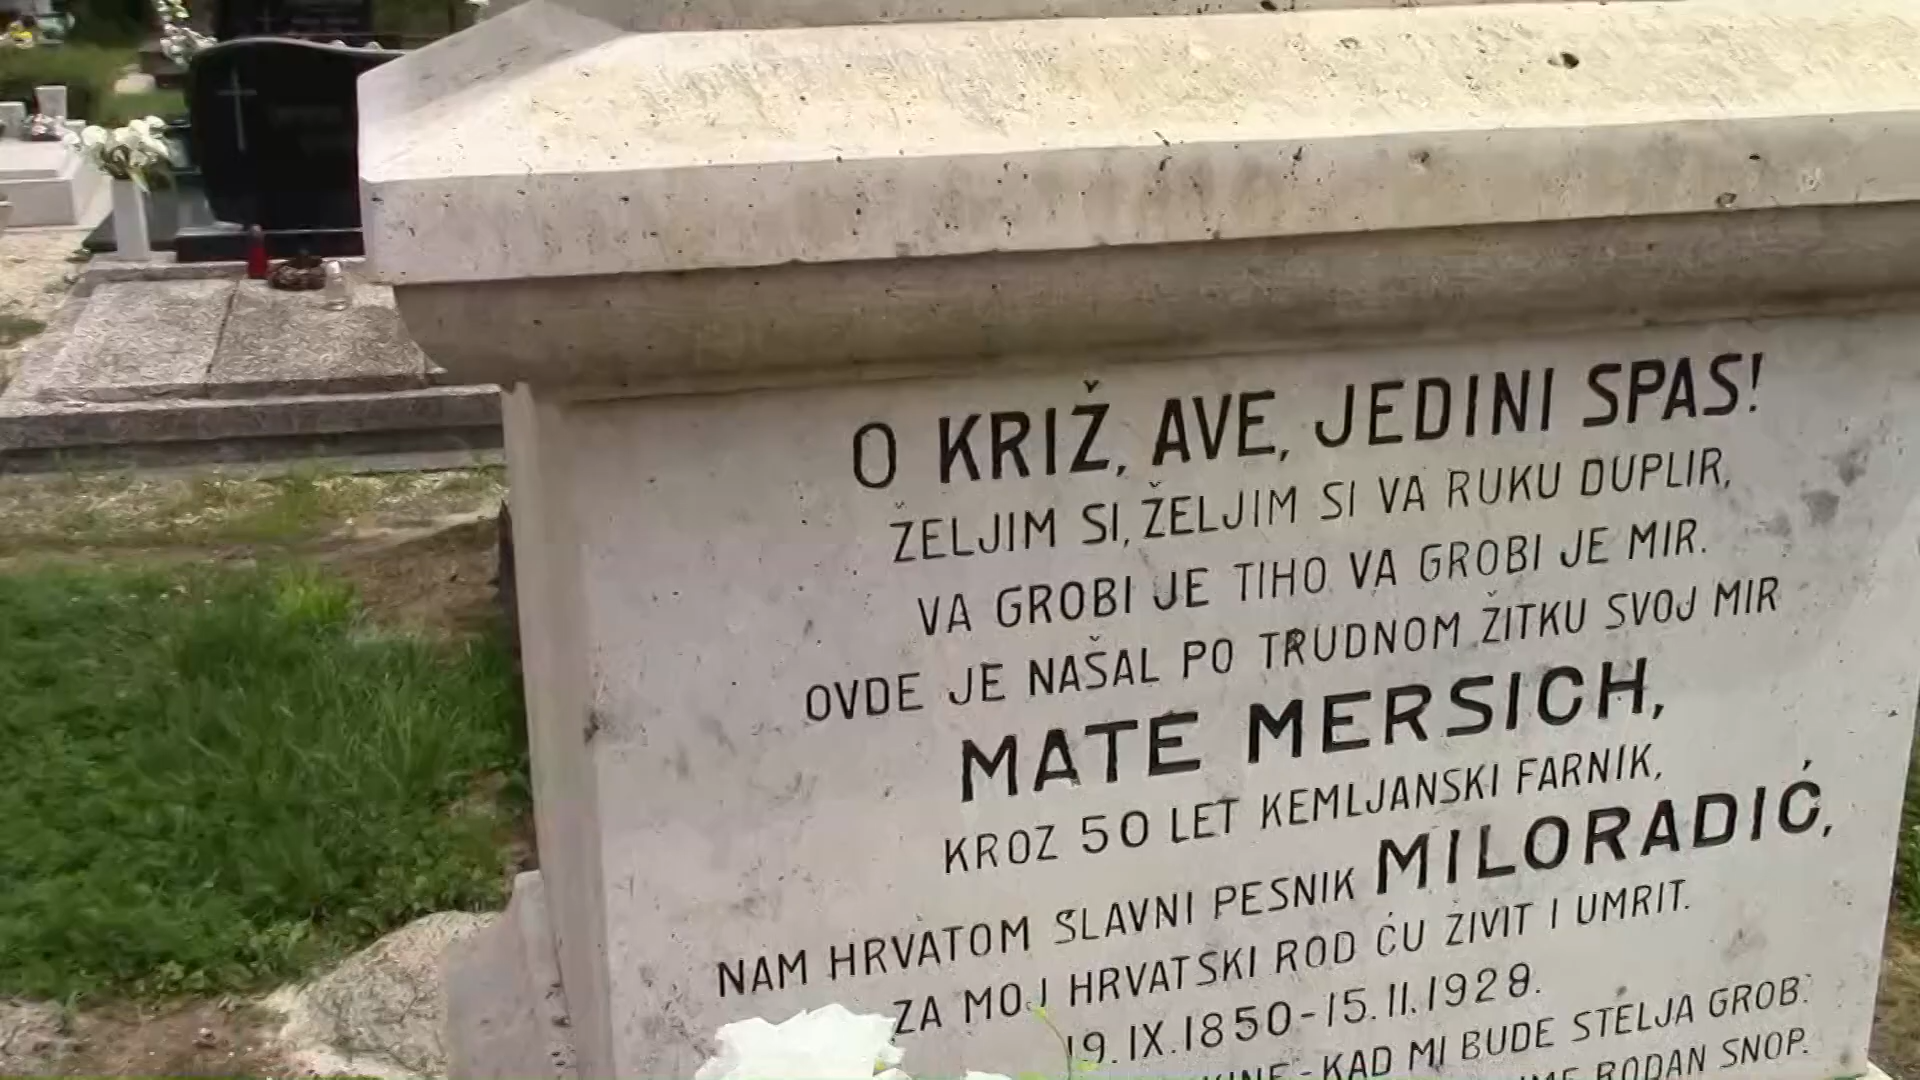 O KRIŽ, AVE, JEDINI SPAS!
ŽELJIM SI, ŽELJIM SI VA RUKU DUPLIR,
VA GROBI JE TIHO VA GROBI JE MIR.
OVDE JE NAŠAL PO TRUDNOM ŽITKU SVOJ MIR
MATE MERSICH,
KROZ 50 LET KEMLJANSKI FARNIK,
NAM HRVATOM SLAVNI PESNIK MILORADIĆ,
ZA MOJ HRVATSKI ROD ĆU ŽIVIT I UMRIT.
19.IX.1850-15.II.1928.
- KAD MI BUDE STELJA GROB.
RODAN SNOP.